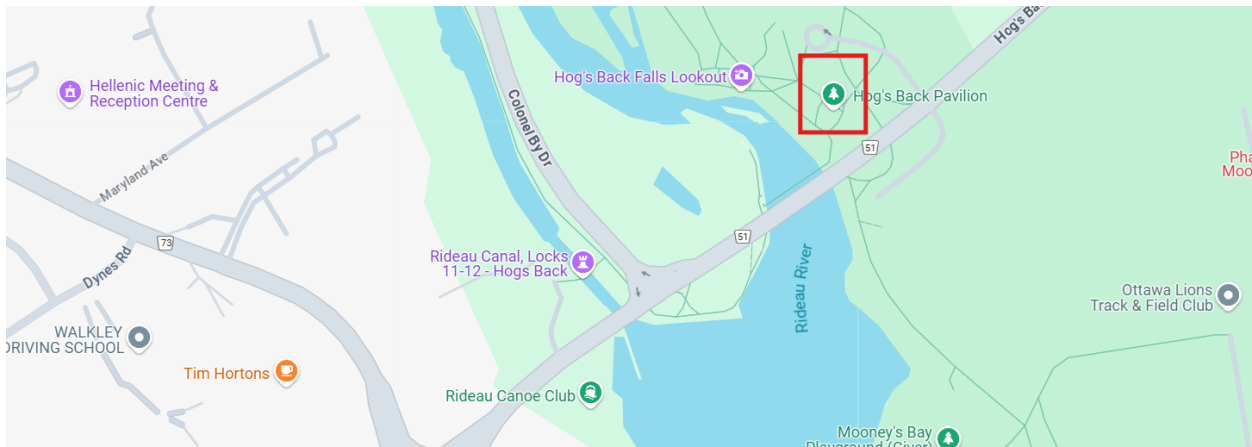 Hog's Ba
Hog's Back Falls Lookout
Hellenic Meeting &
Reception Centre
Hog's Back Pavilion
Colonel By Dr
51
Pha
Moo
Maryland Ave
51
73
Rideau Canal, Locks
11-12 - Hogs Back
Dynes Rd
Rideau River
Ottawa Lions
Track & Field Club
WALKLEY
DRIVING SCHOOL
Tim Hortons
Rideau Canoe Club
Mooney's Bay
Playground (Giver)